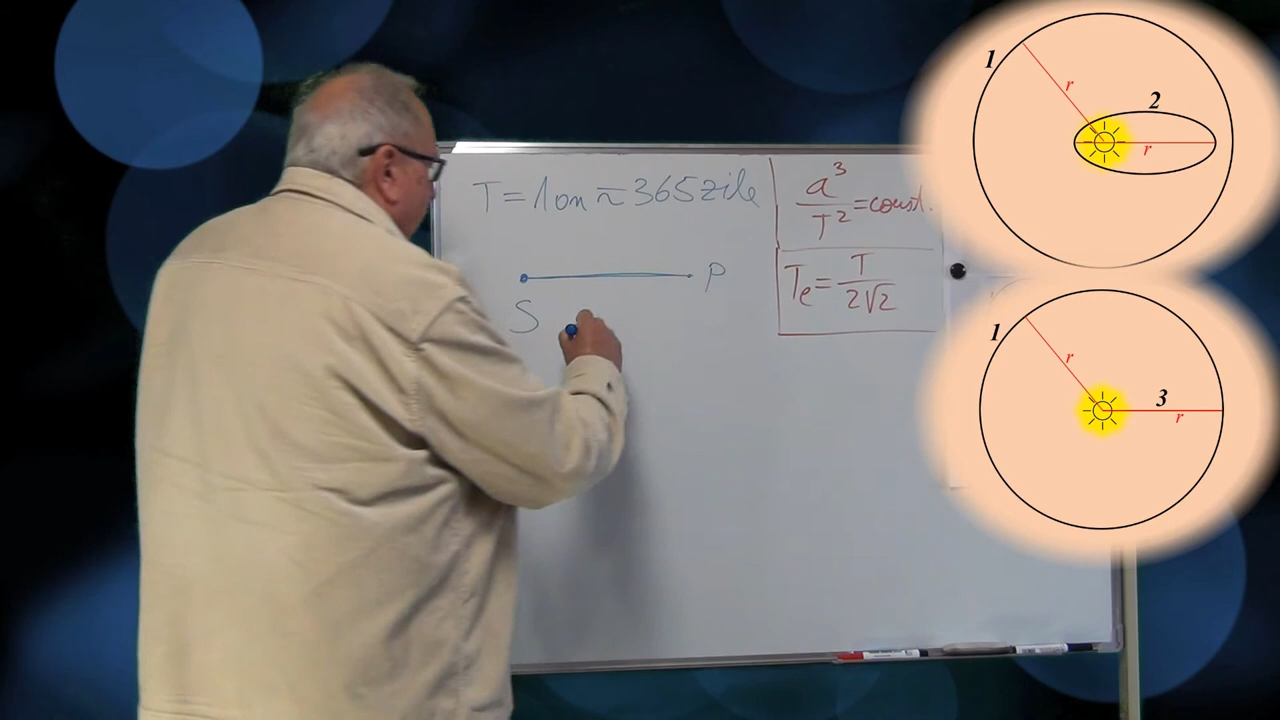 T = 1 an ≈ 365 zile
a³/T² = const.
Tₑ = T/2√2
S P
1
r
2
r
1
r
3
r